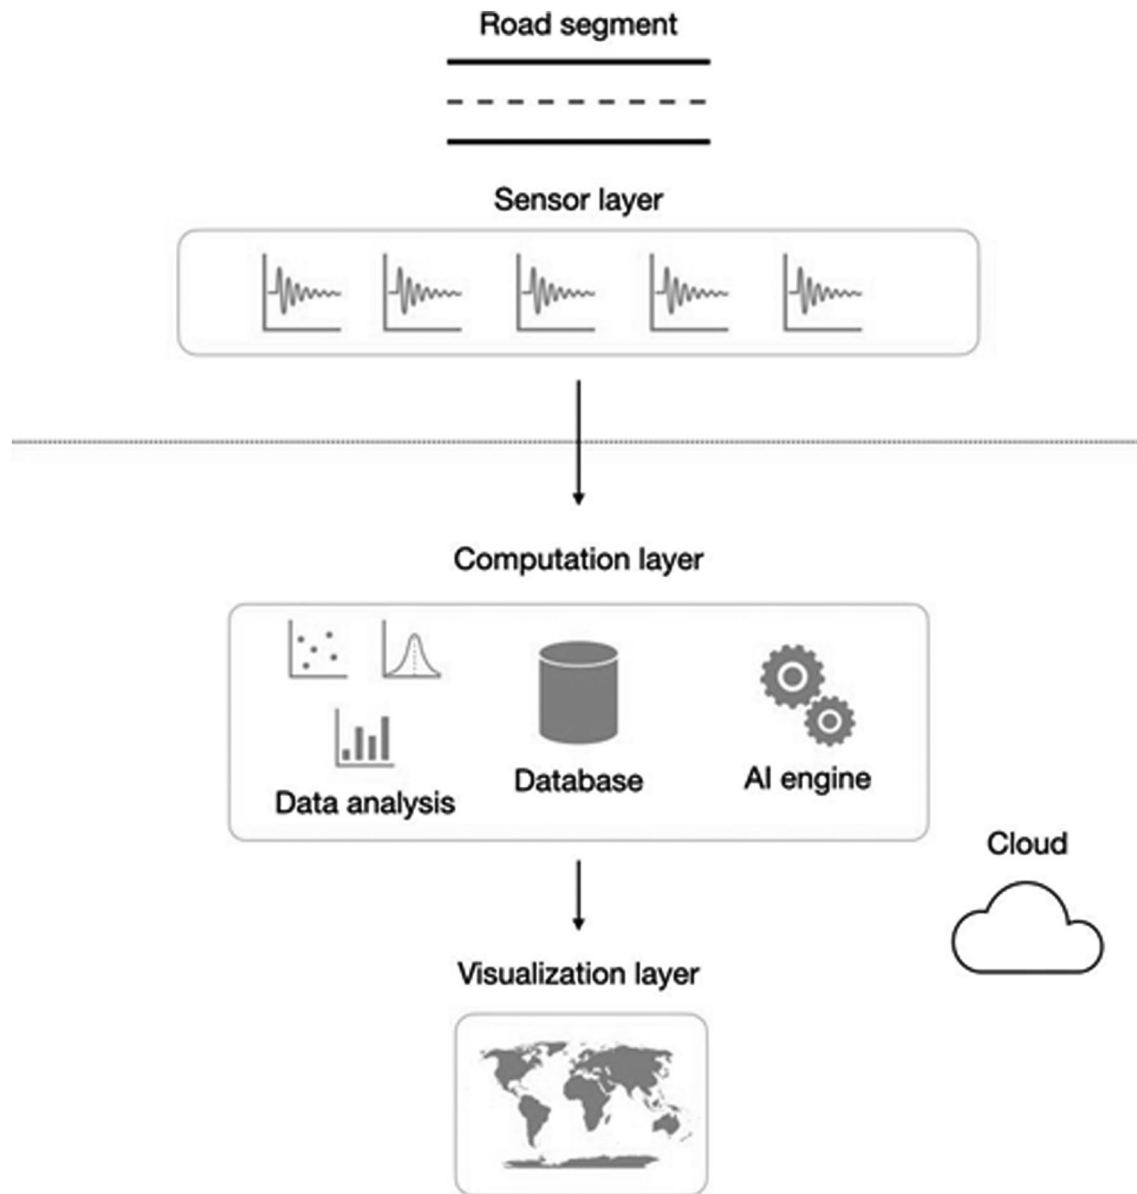 Road segment
Sensor layer
Computation layer
Data analysis
Database
AI engine
Cloud
Visualization layer